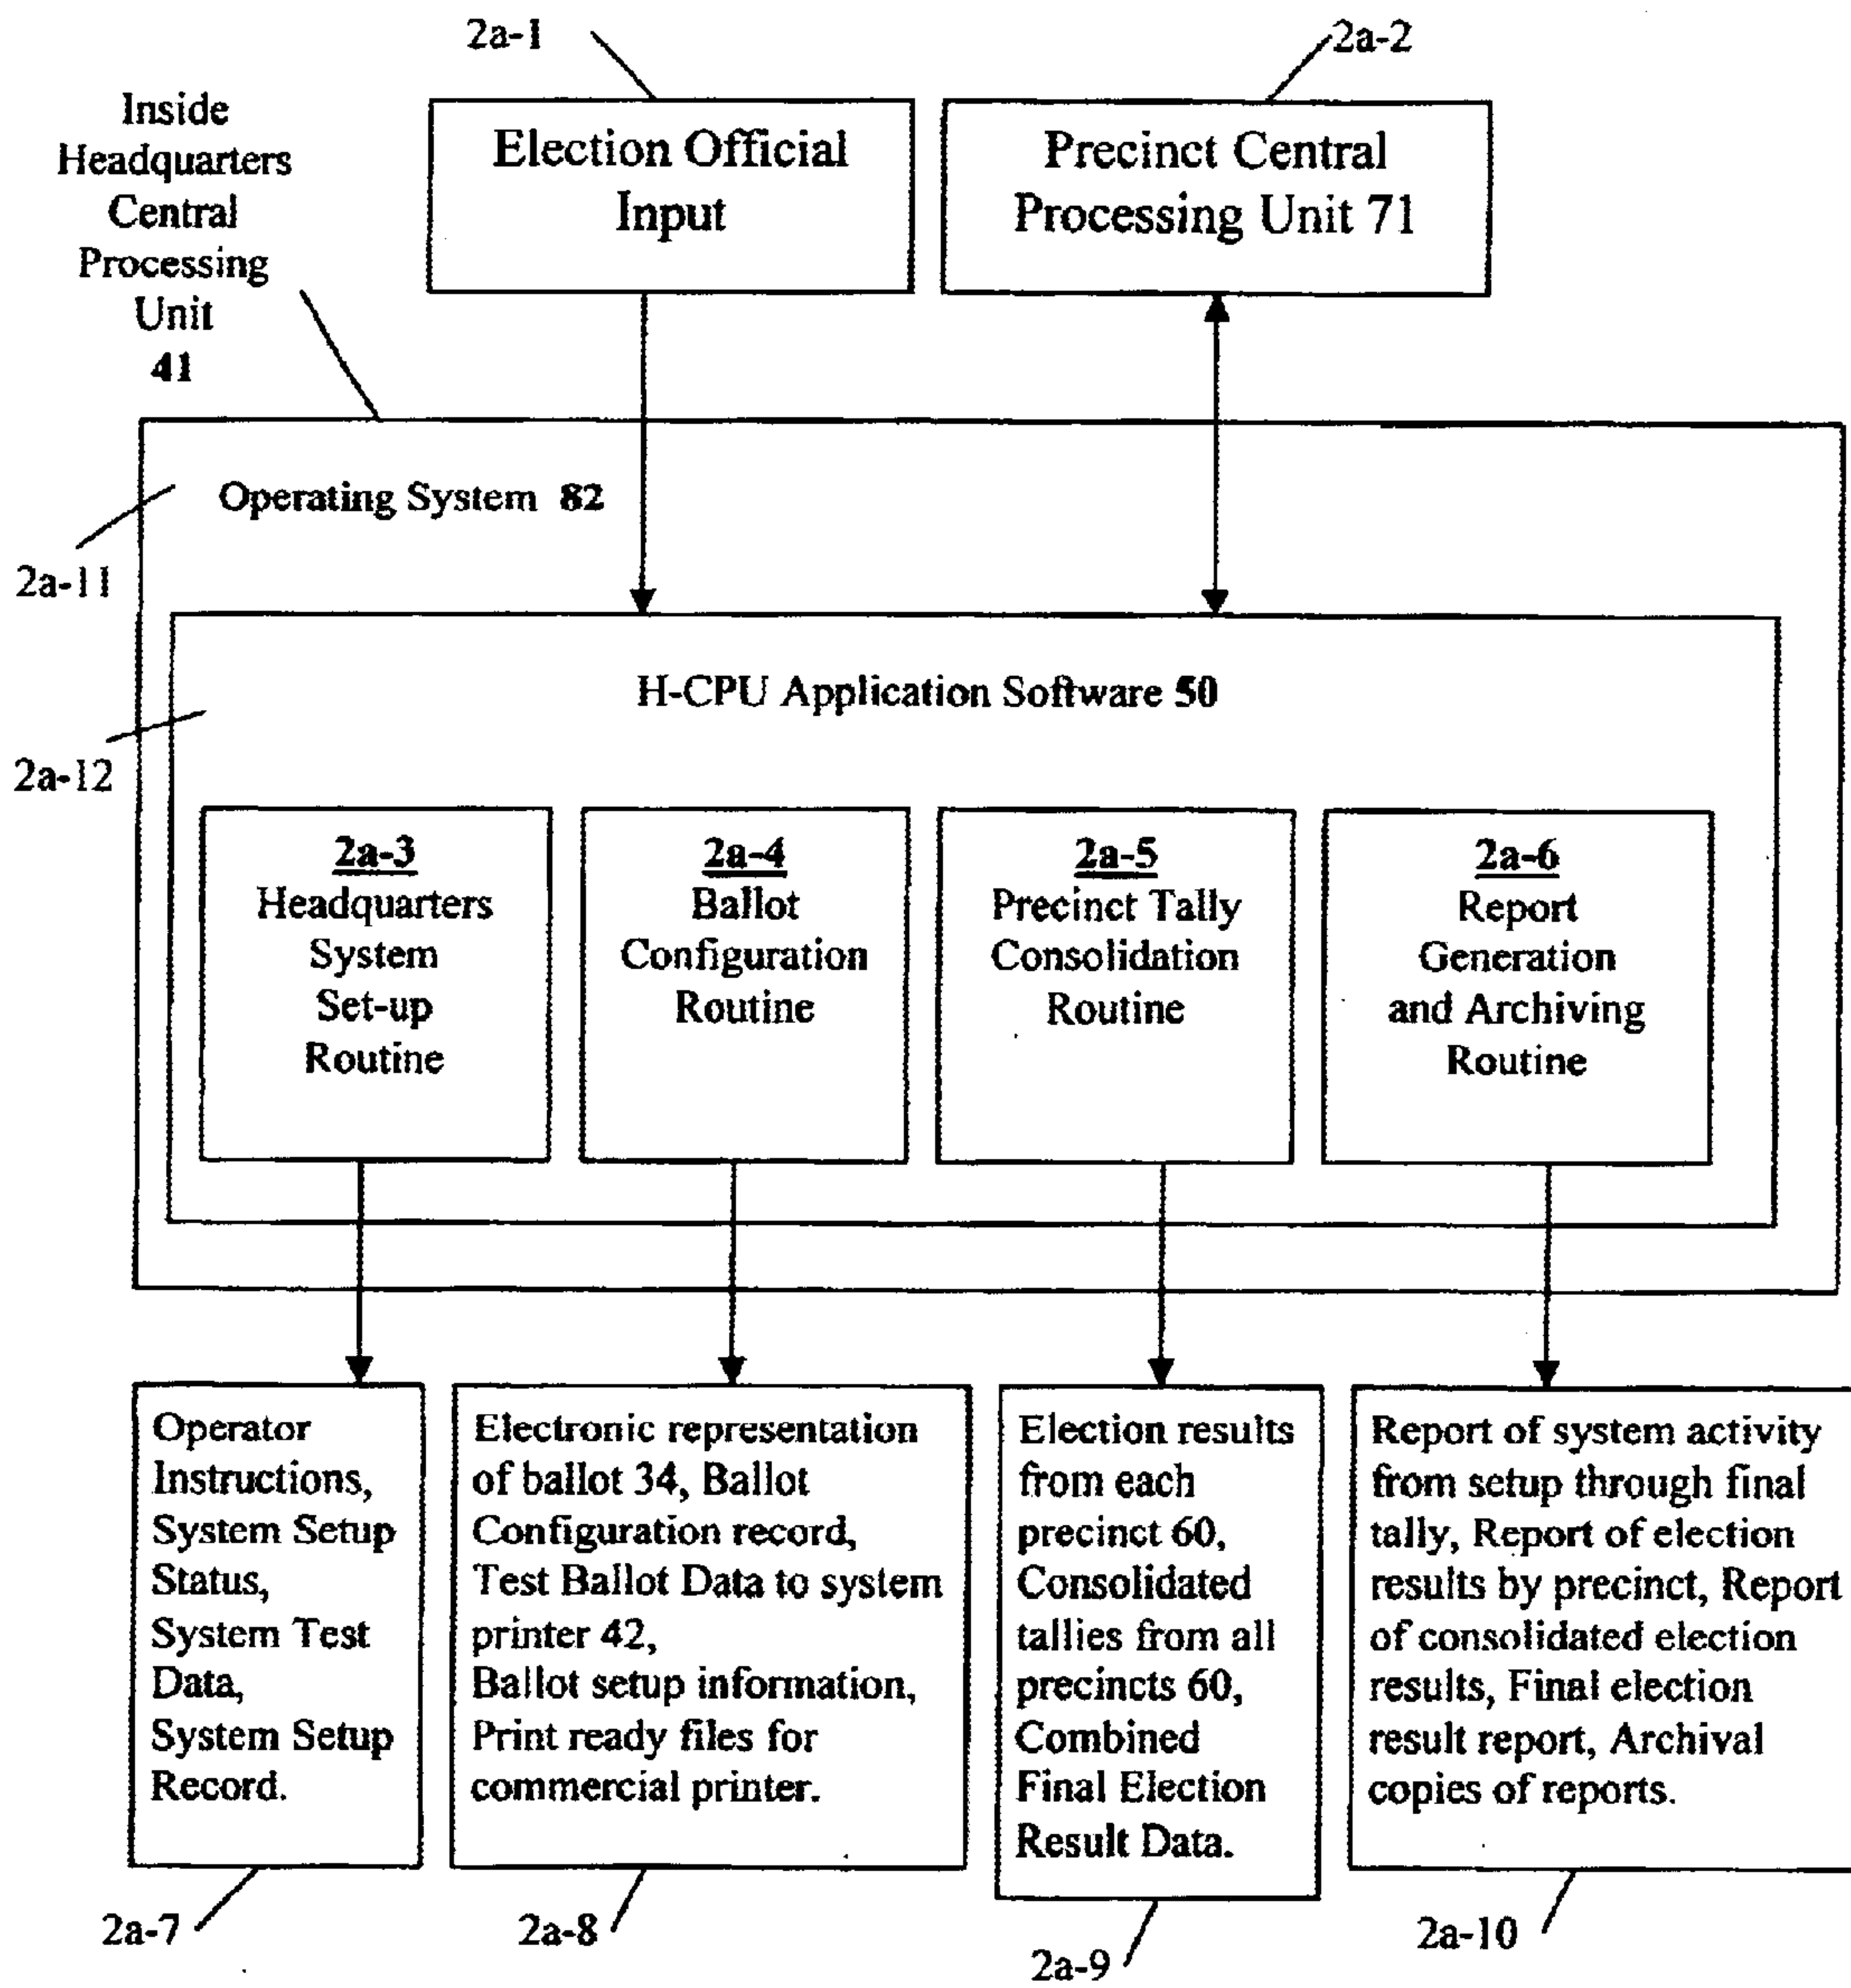 2a-1
2a-2
Inside
Headquarters
Central
Processing
Unit
41
Election Official
Input
Precinct Central
Processing Unit 71
Operating System 82
2a-11
H-CPU Application Software 50
2a-12
2a-3
Headquarters
System
Set-up
Routine
2a-4
Ballot
Configuration
Routine
2a-5
Precinct Tally
Consolidation
Routine
2a-6
Report
Generation
and Archiving
Routine
Operator
Instructions,
System Setup
Status,
System Test
Data,
System Setup
Record.
Electronic representation
of ballot 34, Ballot
Configuration record,
Test Ballot Data to system
printer 42,
Ballot setup information,
Print ready files for
commercial printer.
Election results
from each
precinct 60,
Consolidated
tallies from all
precincts 60,
Combined
Final Election
Result Data.
Report of system activity
from setup through final
tally, Report of election
results by precinct, Report
of consolidated election
results, Final election
result report, Archival
copies of reports.
2a-7
2a-8
2a-9
2a-10